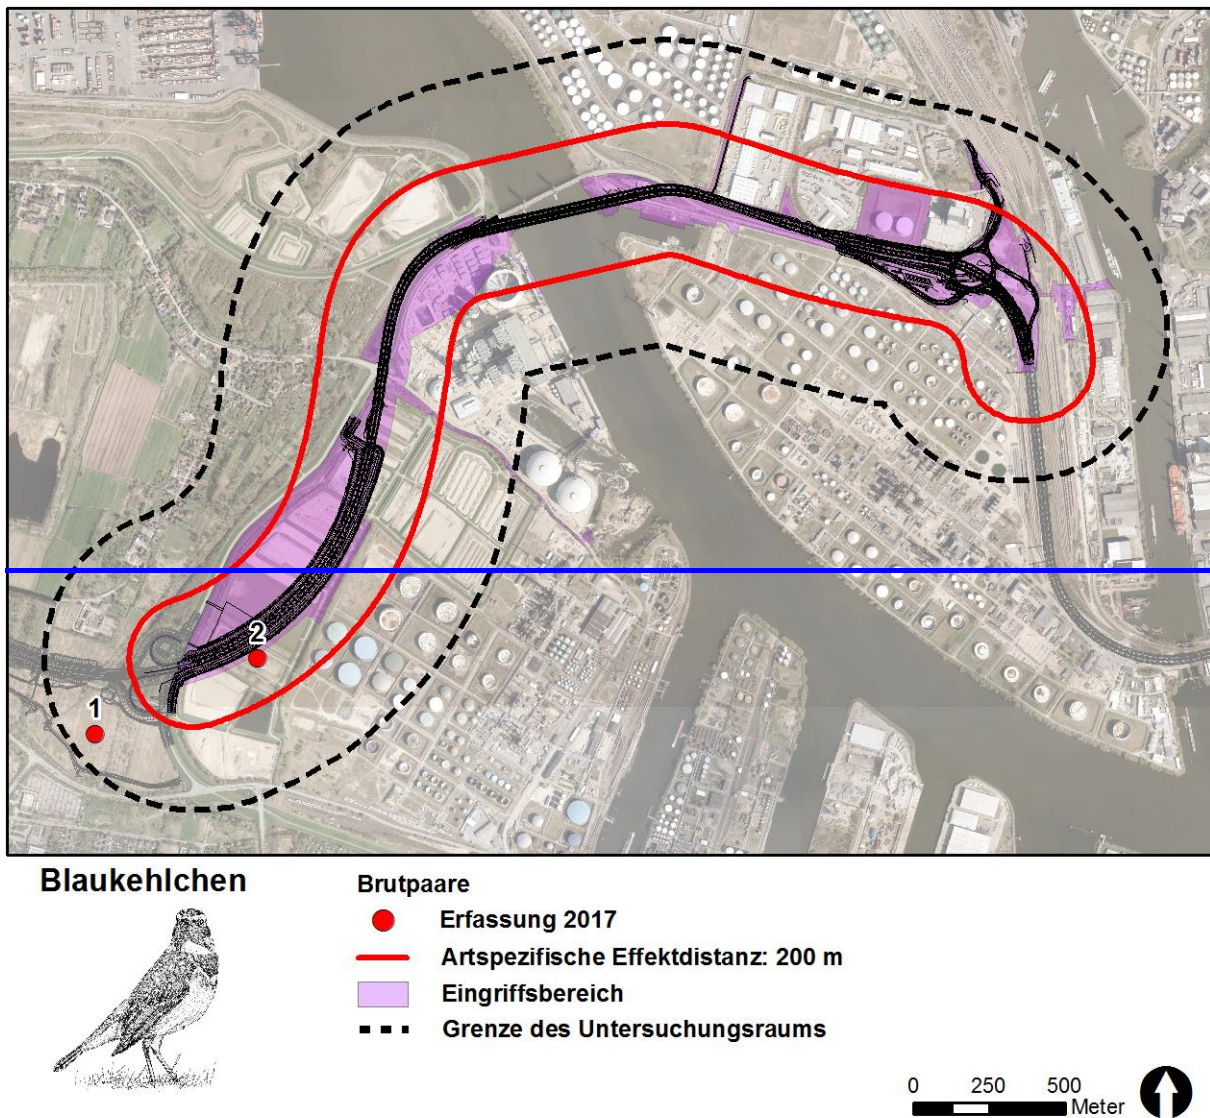 2
1
Blaukehlchen
Brutpaare
Erfassung 2017
Artspezifische Effektdistanz: 200 m
Eingriffsbereich
Grenze des Untersuchungsraums
0 250 500
Meter